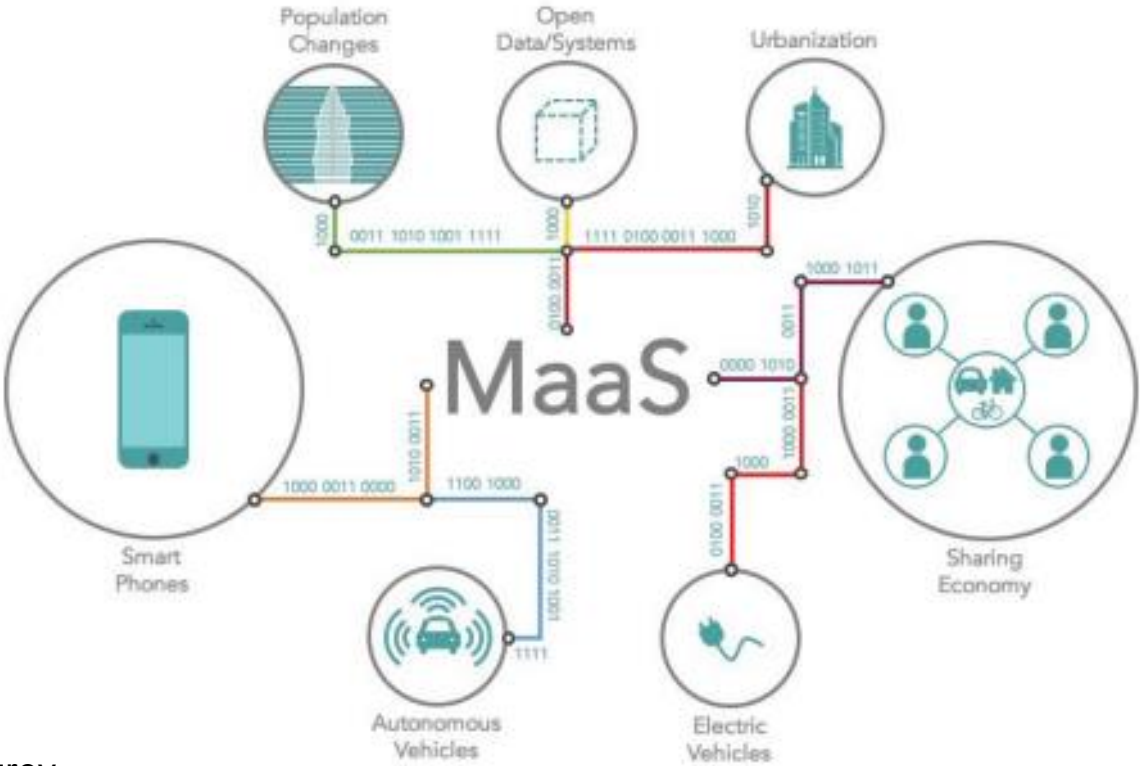 Population
Changes
Open
Data/Systems
Urbanization
1000
0011 1010 1001 1111
1000
1111 0100 0011 1000
1010
0100 0011
1000 1011
0011
MaaS
0000 1010
1010 0011
1000 0011
1000
1000 0011 0000
1100 1000
0100 0011
0011 1010 1001
1111
Smart
Phones
Sharing
Economy
Autonomous
Vehicles
Electric
Vehicles